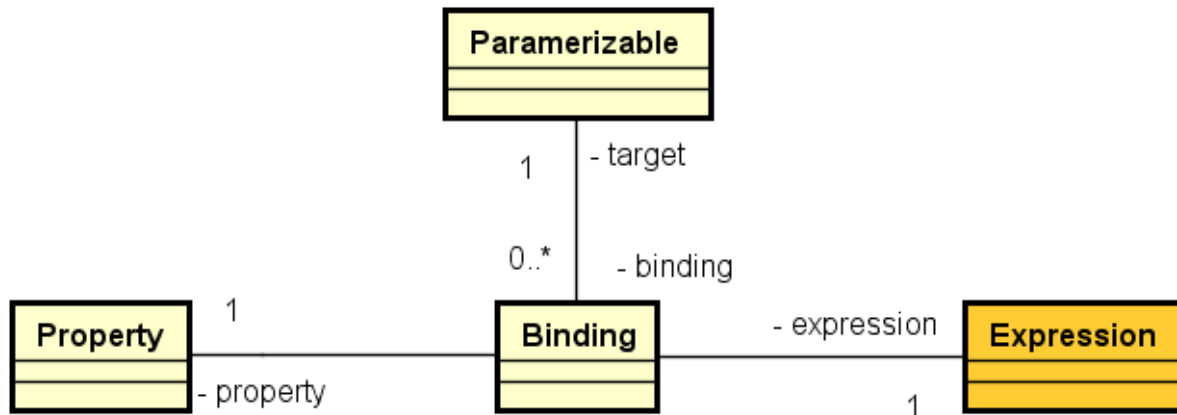 Paramerizable
1
- target
0..*
- binding
Property
1
- property
Binding
- expression
1
Expression